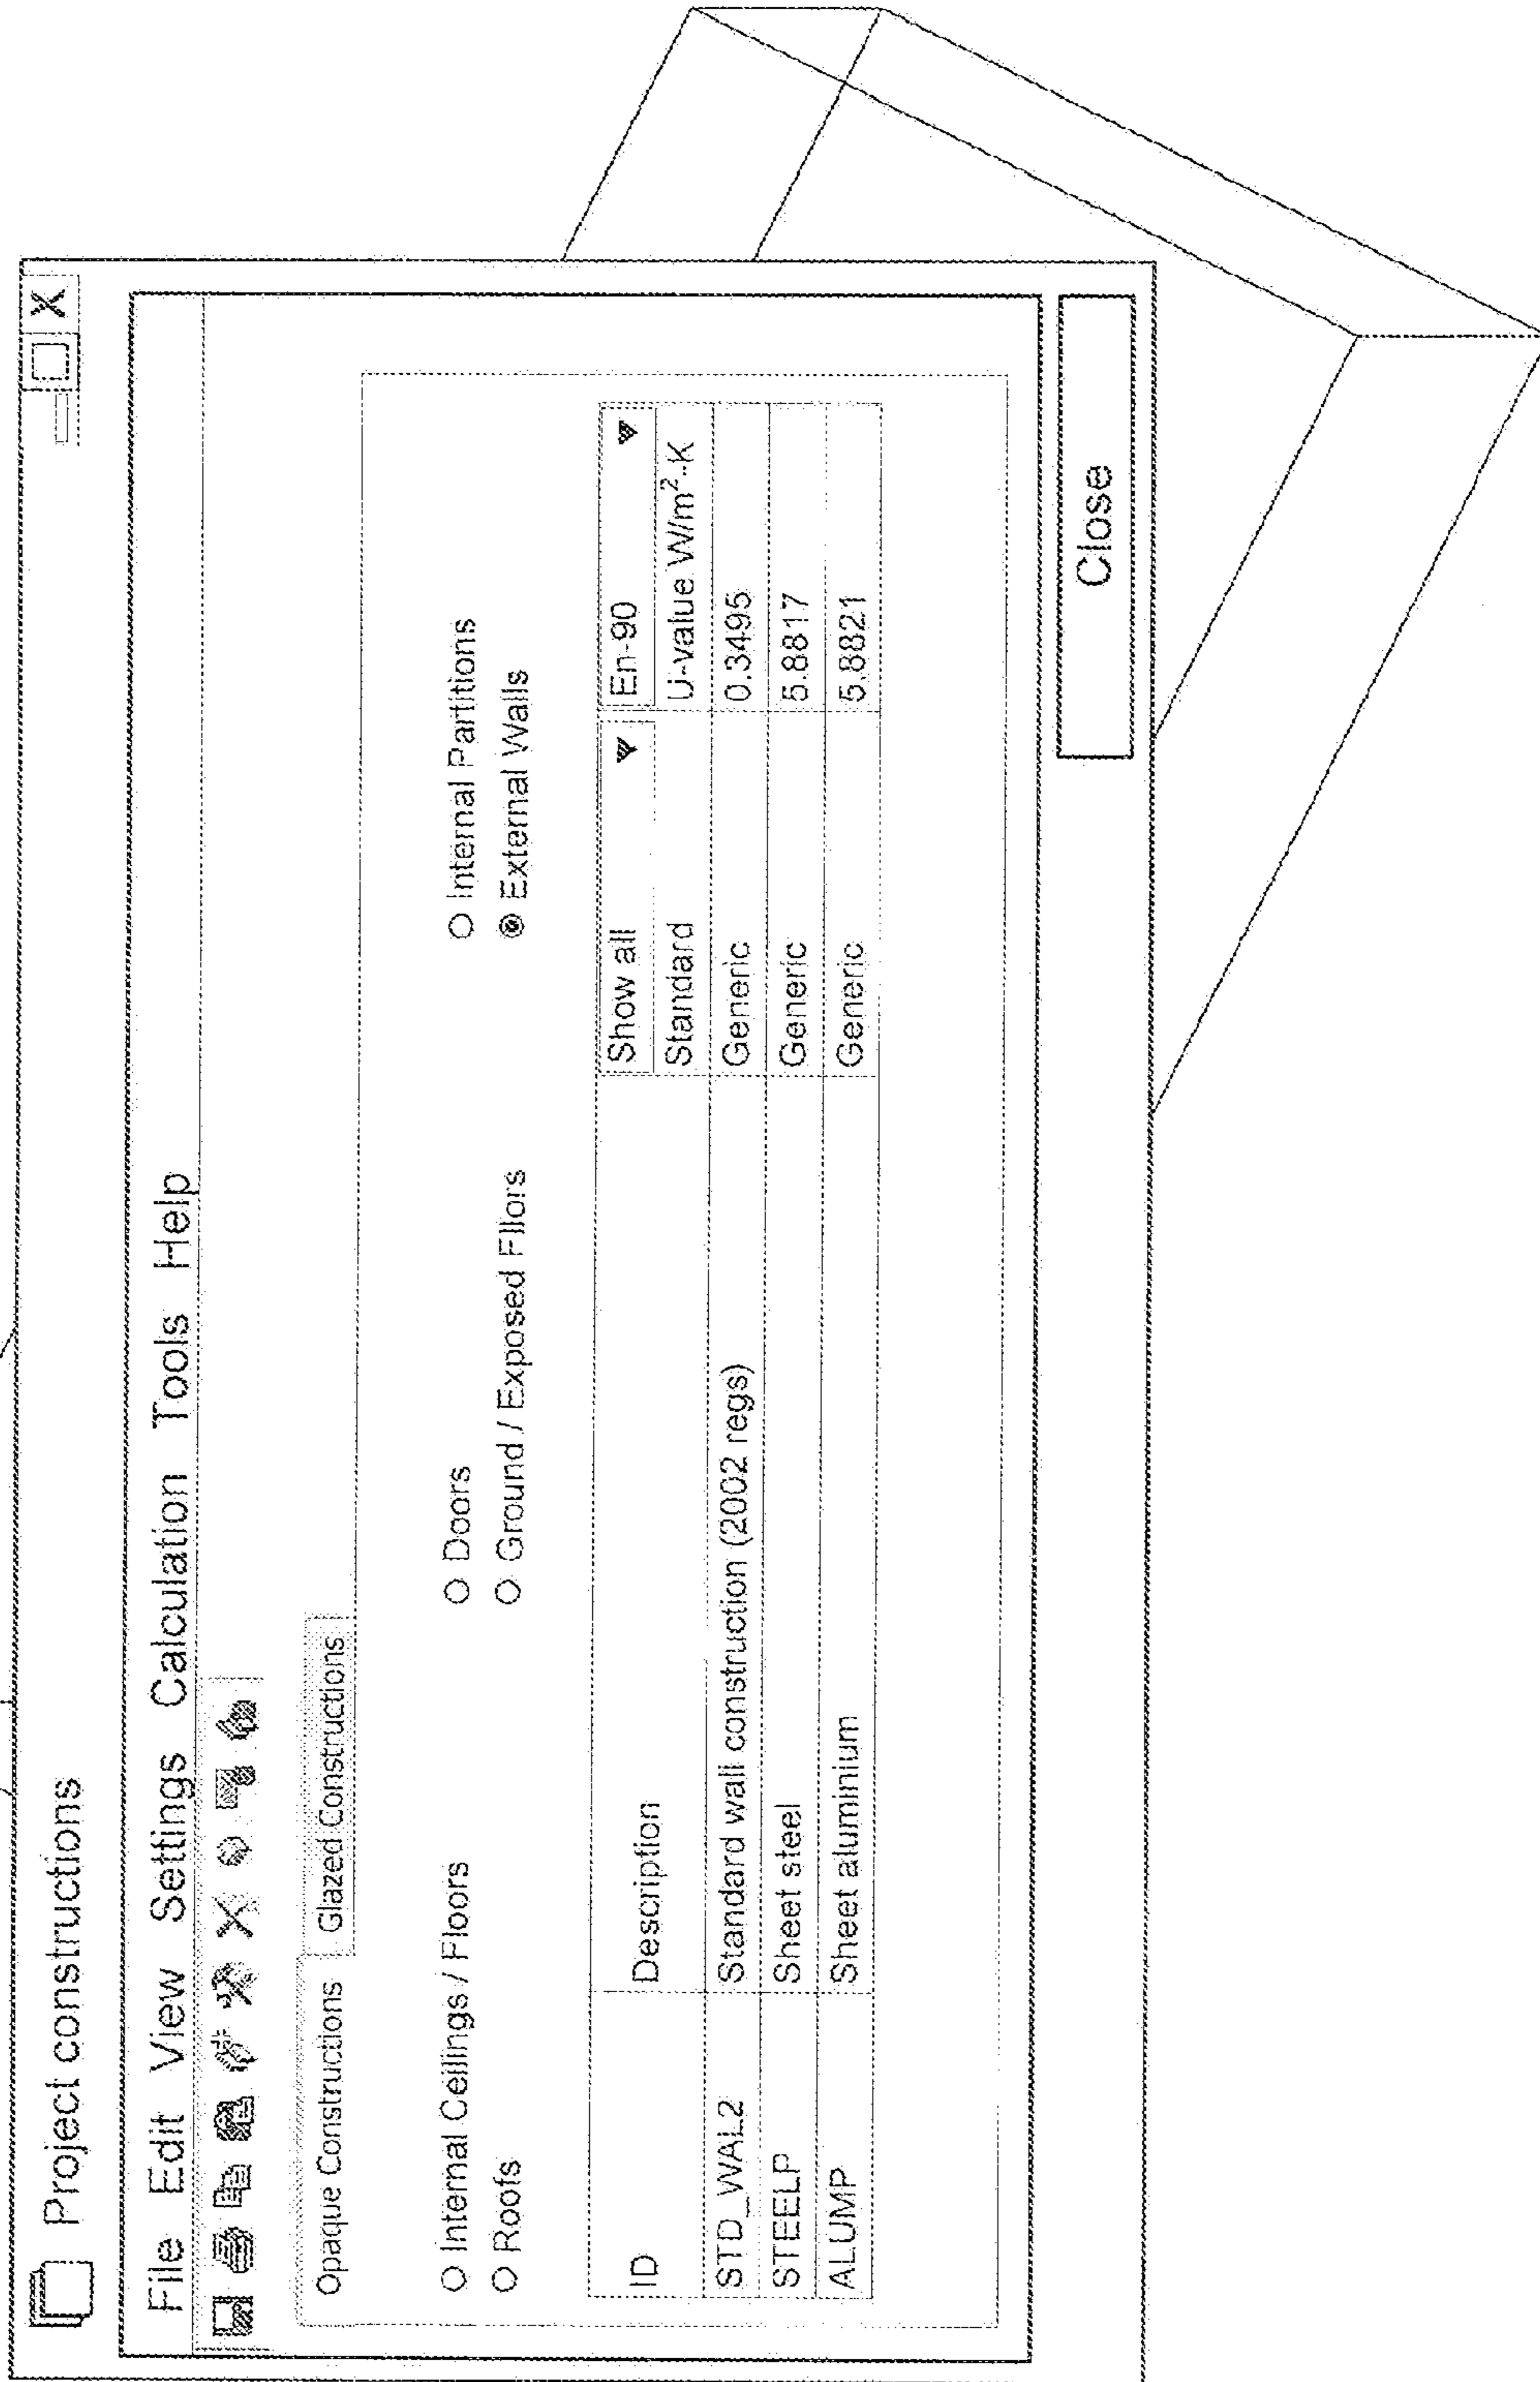 Project constructions
X
File Edit View Settings Calculation Tools Help
Opaque Constructions Glazed Constructions
Internal Ceilings / Floors Doors Internal Partitions
Roofs Ground / Exposed Fllors External Walls
Show all En-90
ID Description Standard U-value W/m²-K
STD_WAL2 Standard wall construction (2002 regs) Generic 0.3495
STEELP Sheet steel Generic 5.8817
ALUMP Sheet aluminium Generic 5.8821
Close